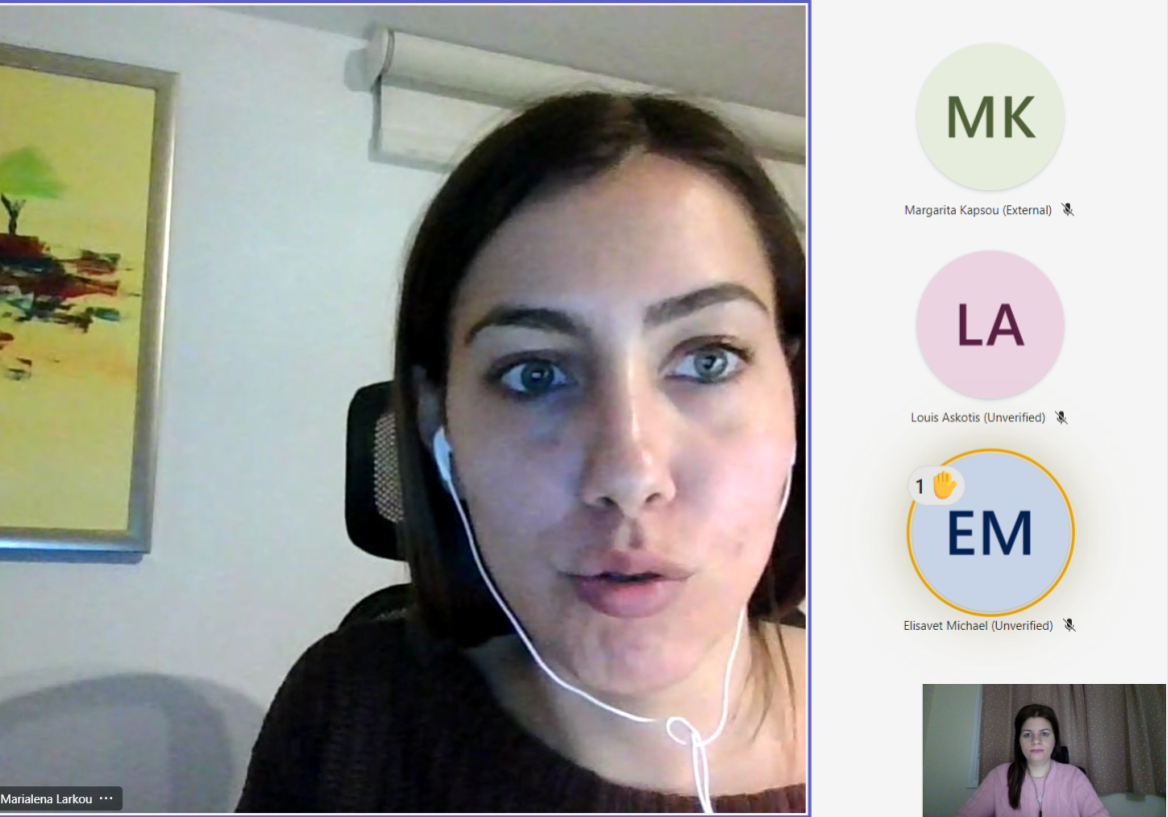 MK
Margarita Kapsou (External)
LA
Louis Askotis (Unverified)
1
EM
Elisavet Michael (Unverified)
Marialena Larkou ···